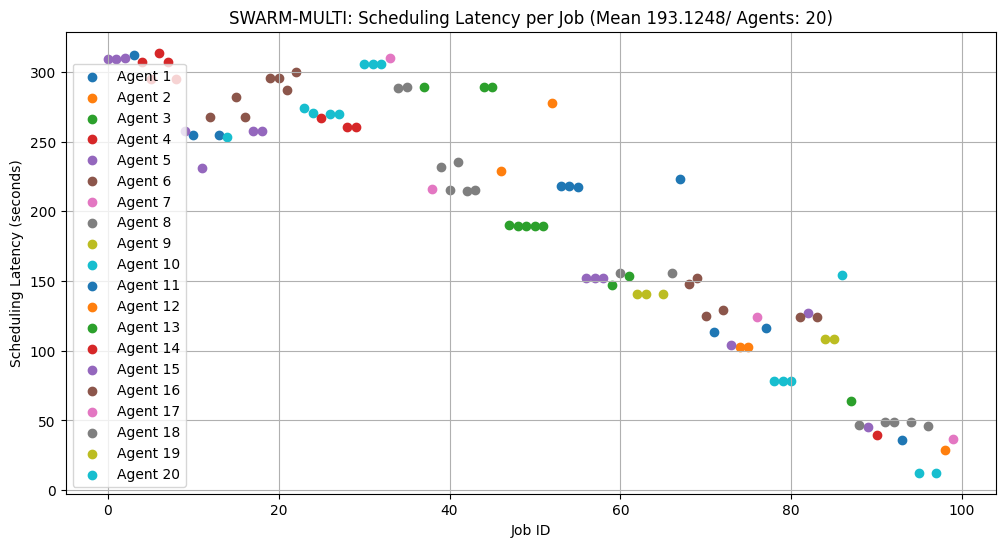 SWARM-MULTI: Scheduling Latency per Job (Mean 193.1248/ Agents: 20)
Scheduling Latency (seconds)
300
250
200
150
100
50
0
Agent 1
Agent 2
Agent 3
Agent 4
Agent 5
Agent 6
Agent 7
Agent 8
Agent 9
Agent 10
Agent 11
Agent 12
Agent 13
Agent 14
Agent 15
Agent 16
Agent 17
Agent 18
Agent 19
Agent 20
0 20 40 60 80 100
Job ID